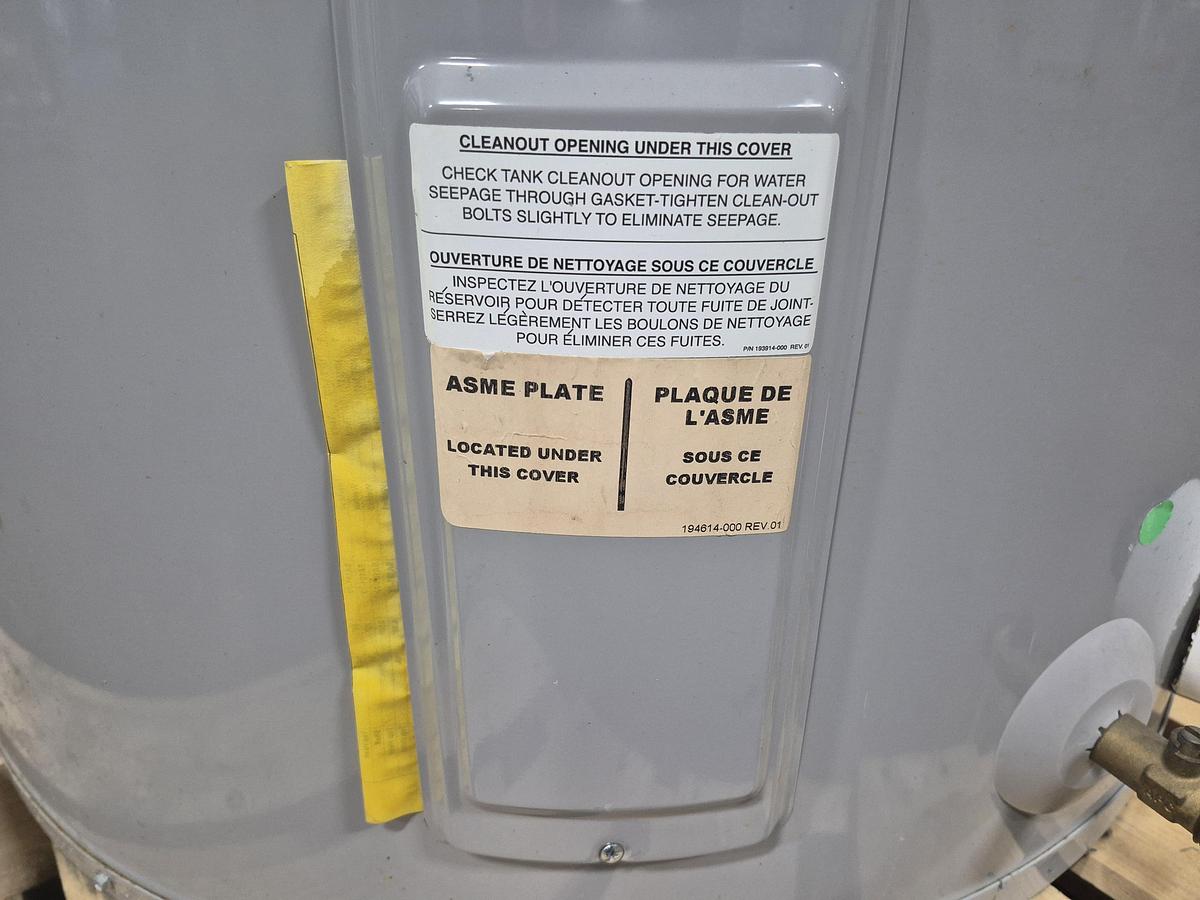 CLEANOUT OPENING UNDER THIS COVER
CHECK TANK CLEANOUT OPENING FOR WATER
SEEPAGE THROUGH GASKET-TIGHTEN CLEAN-OUT
BOLTS SLIGHTLY TO ELIMINATE SEEPAGE.
OUVERTURE DE NETTOYAGE SOUS CE COUVERCLE
INSPECTEZ L'OUVERTURE DE NETTOYAGE DU
RÉSERVOIR POUR DÉTECTER TOUTE FUITE DE JOINT-
SERREZ LÉGÈREMENT LES BOULONS DE NETTOYAGE
POUR ÉLIMINER CES FUITES.
P/N 193914-000 REV. 01
ASME PLATE
LOCATED UNDER
THIS COVER
PLAQUE DE
L'ASME
SOUS CE
COUVERCLE
194614-000 REV.01